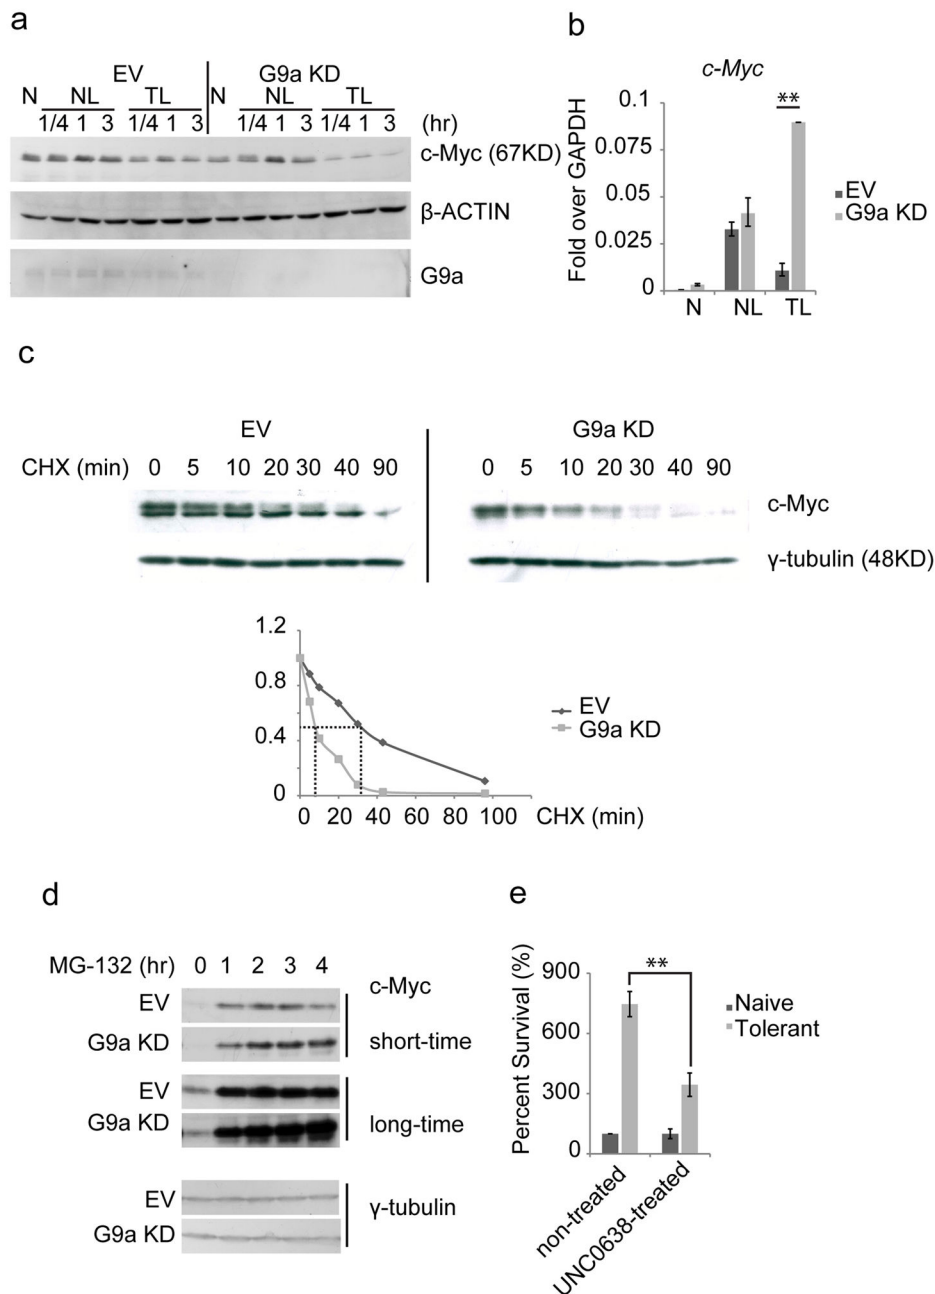 a
EV G9a KD
N NL TL N NL TL
1/4 1 3 1/4 1 3 1/4 1 3 1/4 1 3 (hr)
c-Myc (67KD)
β-ACTIN
G9a
b
c-Myc
**
Fold over GAPDH
0.1
0.075
0.05
0.025
0
N NL TL
EV
G9a KD
c
EV G9a KD
CHX (min) 0 5 10 20 30 40 90 0 5 10 20 30 40 90
c-Myc
γ-tubulin (48KD)
1.2
0.8
0.4
0
0 20 40 60 80 100 CHX (min)
EV
G9a KD
d
MG-132 (hr) 0 1 2 3 4
EV
G9a KD
c-Myc
short-time
EV
G9a KD
long-time
EV
G9a KD
γ-tubulin
e
Percent Survival (%)
900
600
300
0
**
Naive
Tolerant
non-treated
UNC0638-treated